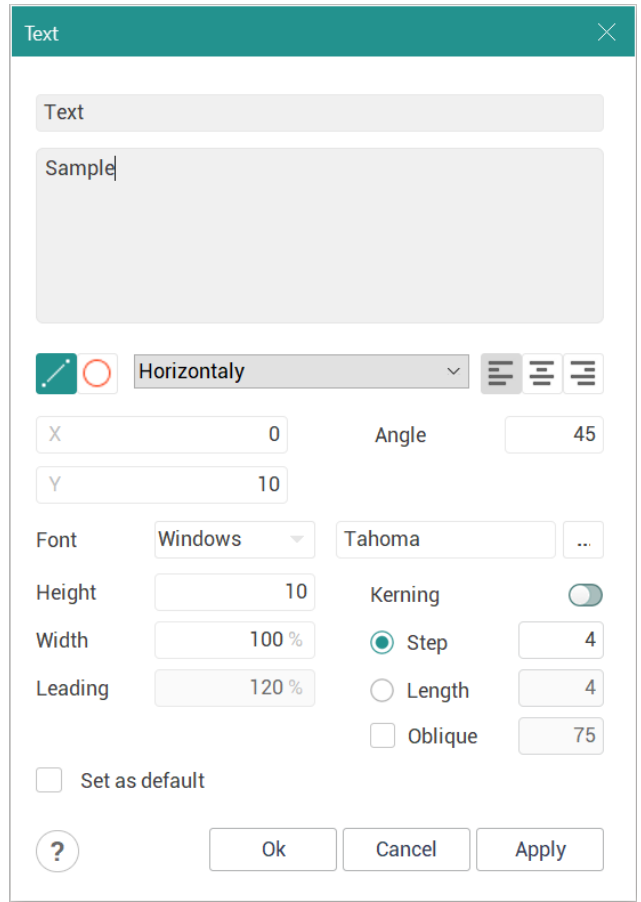 Text
Text
Sample
Horizontaly
X 0 Angle 45
Y 10
Font Windows Tahoma ...
Height 10 Kerning
Width 100 % Step 4
Leading 120 % Length 4
Oblique 75
Set as default
? Ok Cancel Apply